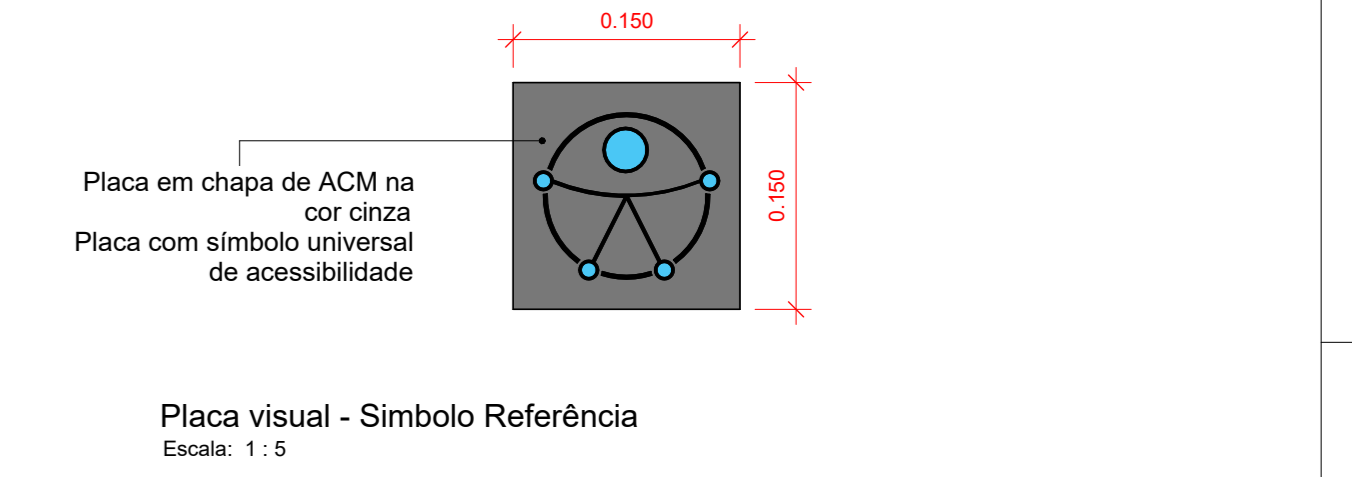 0.150
0.150
Placa em chapa de ACM na
cor cinza
Placa com símbolo universal
de acessibilidade
Placa visual - Simbolo Referência
Escala: 1 : 5